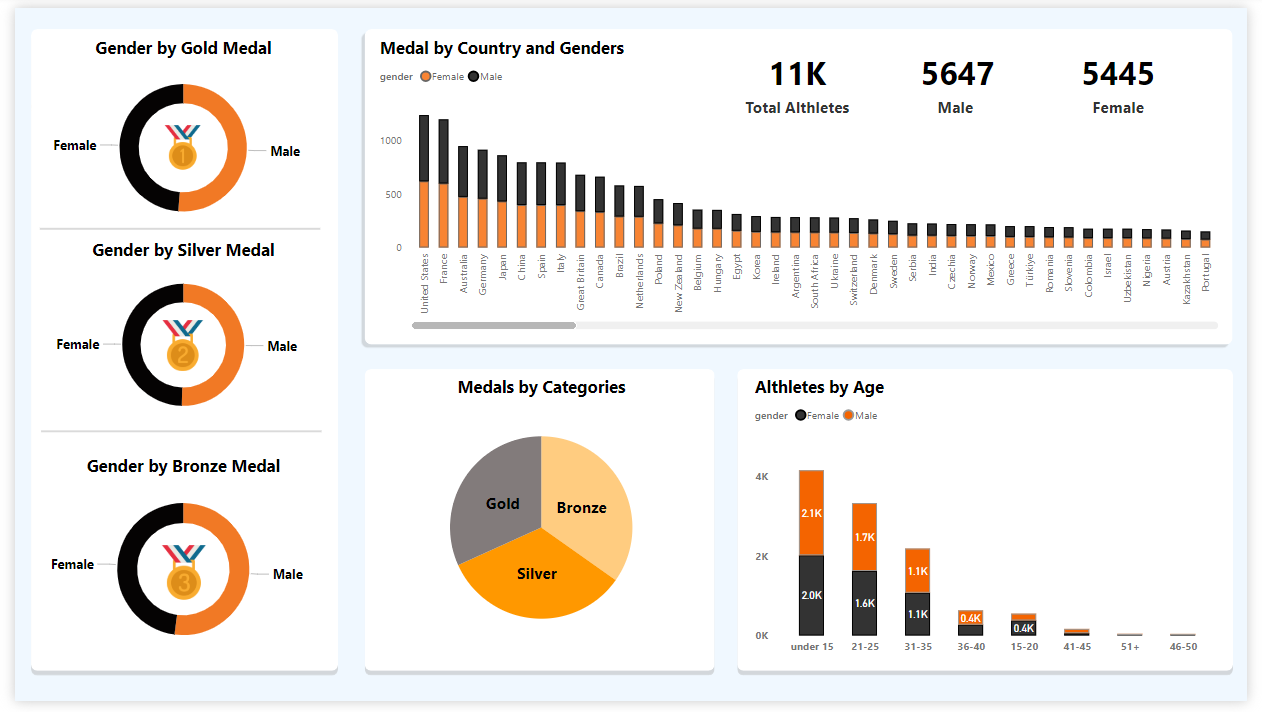 Gender by Gold Medal
Female
1
Male
Gender by Silver Medal
Female
2
Male
Gender by Bronze Medal
Female
3
Male
Medal by Country and Genders
gender Female Male
11K
Total Althletes
5647
Male
5445
Female
1000
500
0
United States
France
Australia
Germany
Japan
China
Spain
Italy
Great Britain
Canada
Brazil
Netherlands
Poland
New Zealand
Belgium
Hungary
Egypt
Korea
Ireland
Argentina
South Africa
Ukraine
Switzerland
Denmark
Sweden
Serbia
India
Czechia
Norway
Mexico
Greece
Türkiye
Romania
Slovenia
Colombia
Israel
Uzbekistan
Nigeria
Austria
Kazakhstan
Portugal
Medals by Categories
Gold
Bronze
Silver
Althletes by Age
gender Female Male
4K
2K
0K
2.1K
2.0K
1.7K
1.6K
1.1K
1.1K
0.4K
0.4K
under 15
21-25
31-35
36-40
15-20
41-45
51+
46-50